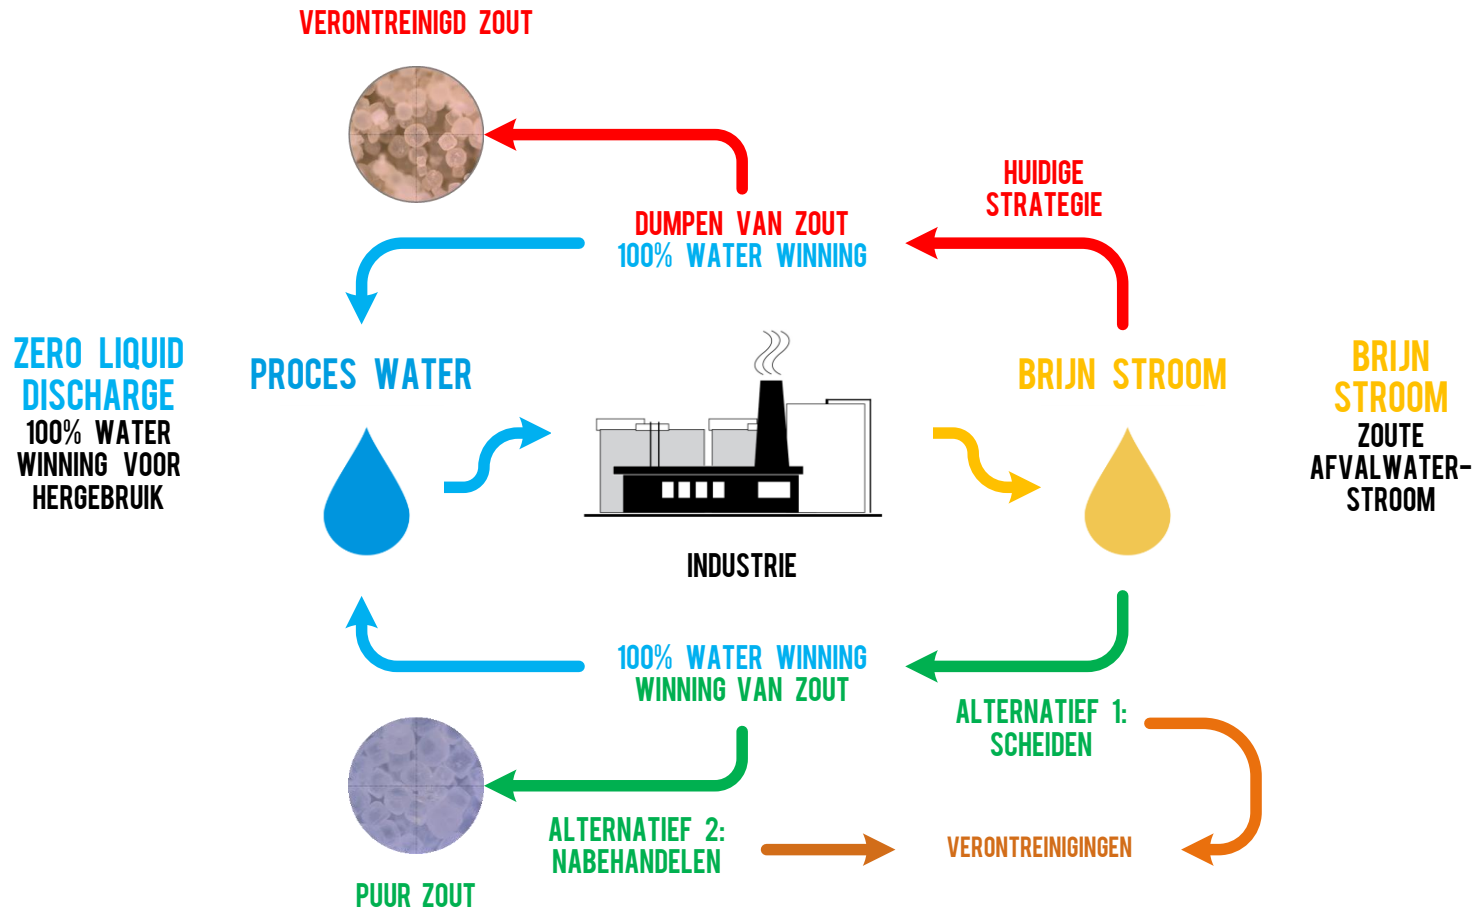 VERONTREINIGD ZOUT
HUIDIGE
STRATEGIE
DUMPEN VAN ZOUT
100% WATER WINNING
ZERO LIQUID
DISCHARGE
100% WATER
WINNING VOOR
HERGEBRUIK
PROCES WATER
BRIJN STROOM
BRIJN
STROOM
ZOUTE
AFVALWATER-
STROOM
INDUSTRIE
100% WATER WINNING
WINNING VAN ZOUT
ALTERNATIEF 1:
SCHEIDEN
ALTERNATIEF 2:
NABEHANDELEN
VERONTREINIGINGEN
PUUR ZOUT